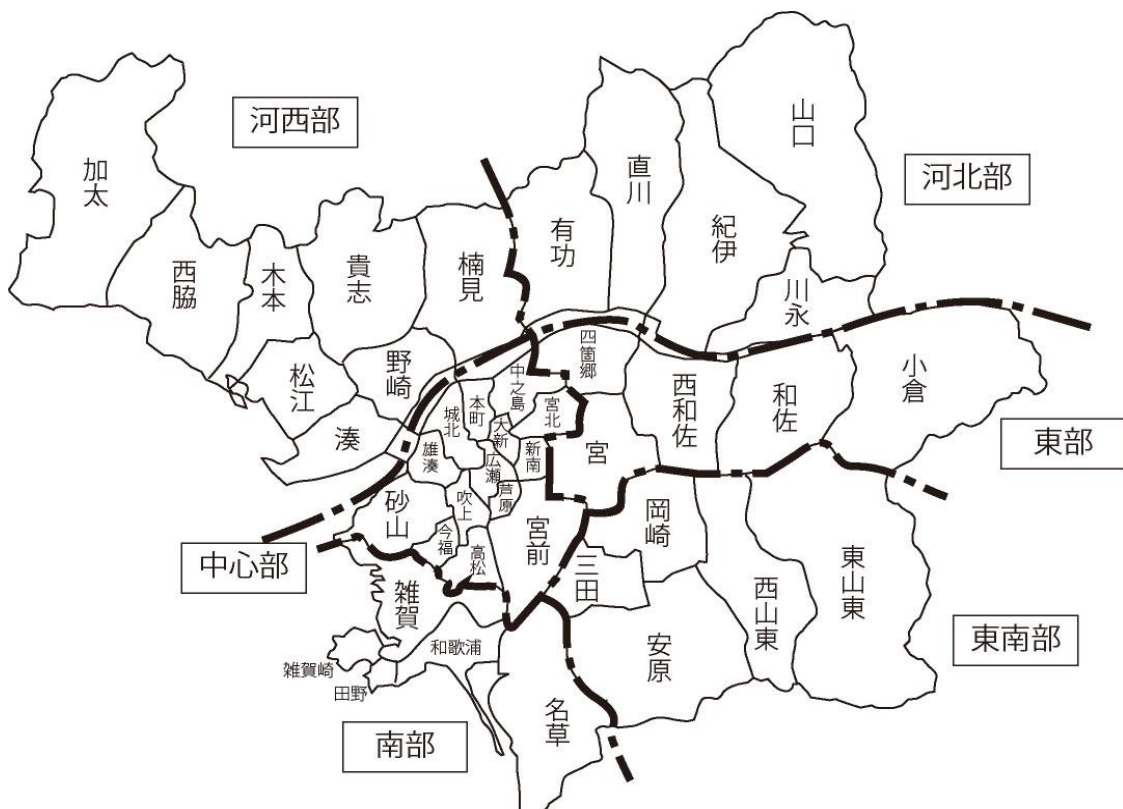 河西部
加太
西脇
木本
貴志
楠見
松江
野崎
湊
河北部
有功
直川
紀伊
山口
川永
東部
四箇郷
宮
西和佐
和佐
小倉
中心部
中之島
宮北
本町
城北
大新
新南
広瀬
雄湊
芦原
吹上
砂山
今福
高松
宮前
東南部
岡崎
三田
安原
西山東
東山東
南部
雑賀
和歌浦
雑賀崎
田野
名草